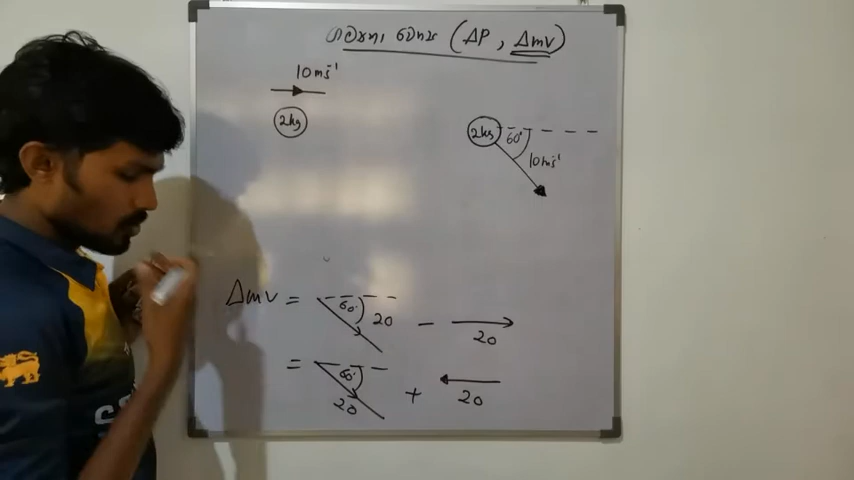 (ΔP, Δmv)
10ms⁻¹
2kg
2kg 60°
10ms⁻¹
Δmv = 60° 20 − 20
= 60° 20 + 20